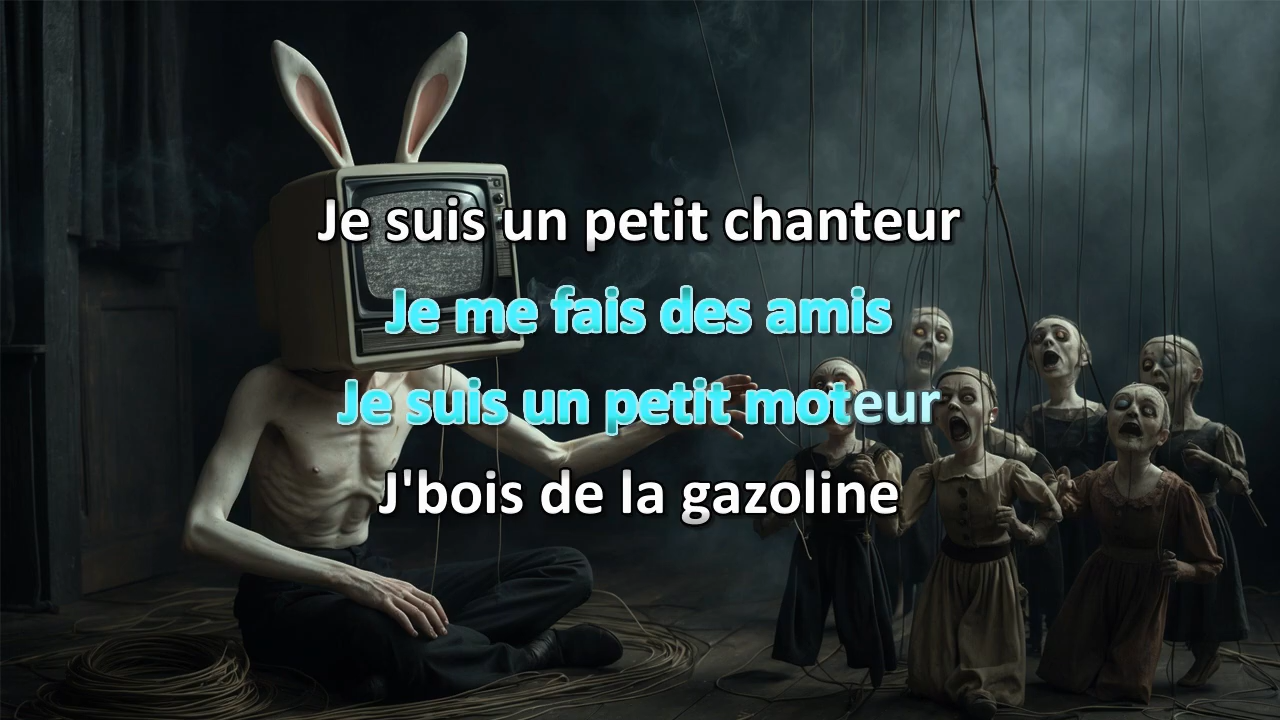 Je suis un petit chanteur
Je me fais des amis
Je suis un petit moteur
J'bois de la gazoline